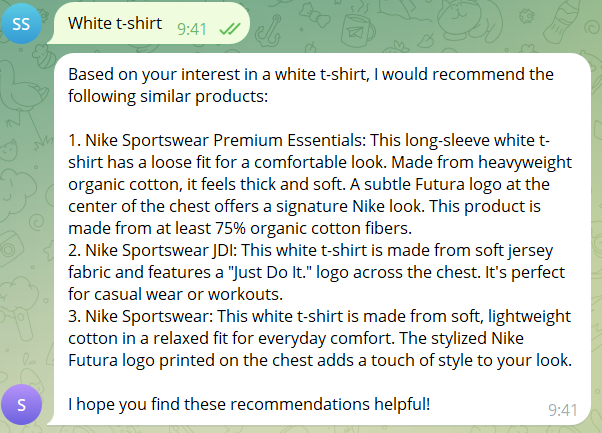 SS
White t-shirt
9:41
Based on your interest in a white t-shirt, I would recommend the
following similar products:
1. Nike Sportswear Premium Essentials: This long-sleeve white t-
shirt has a loose fit for a comfortable look. Made from heavyweight
organic cotton, it feels thick and soft. A subtle Futura logo at the
center of the chest offers a signature Nike look. This product is
made from at least 75% organic cotton fibers.
2. Nike Sportswear JDI: This white t-shirt is made from soft jersey
fabric and features a "Just Do It." logo across the chest. It's perfect
for casual wear or workouts.
3. Nike Sportswear: This white t-shirt is made from soft, lightweight
cotton in a relaxed fit for everyday comfort. The stylized Nike
Futura logo printed on the chest adds a touch of style to your look.
S
I hope you find these recommendations helpful!
9:41